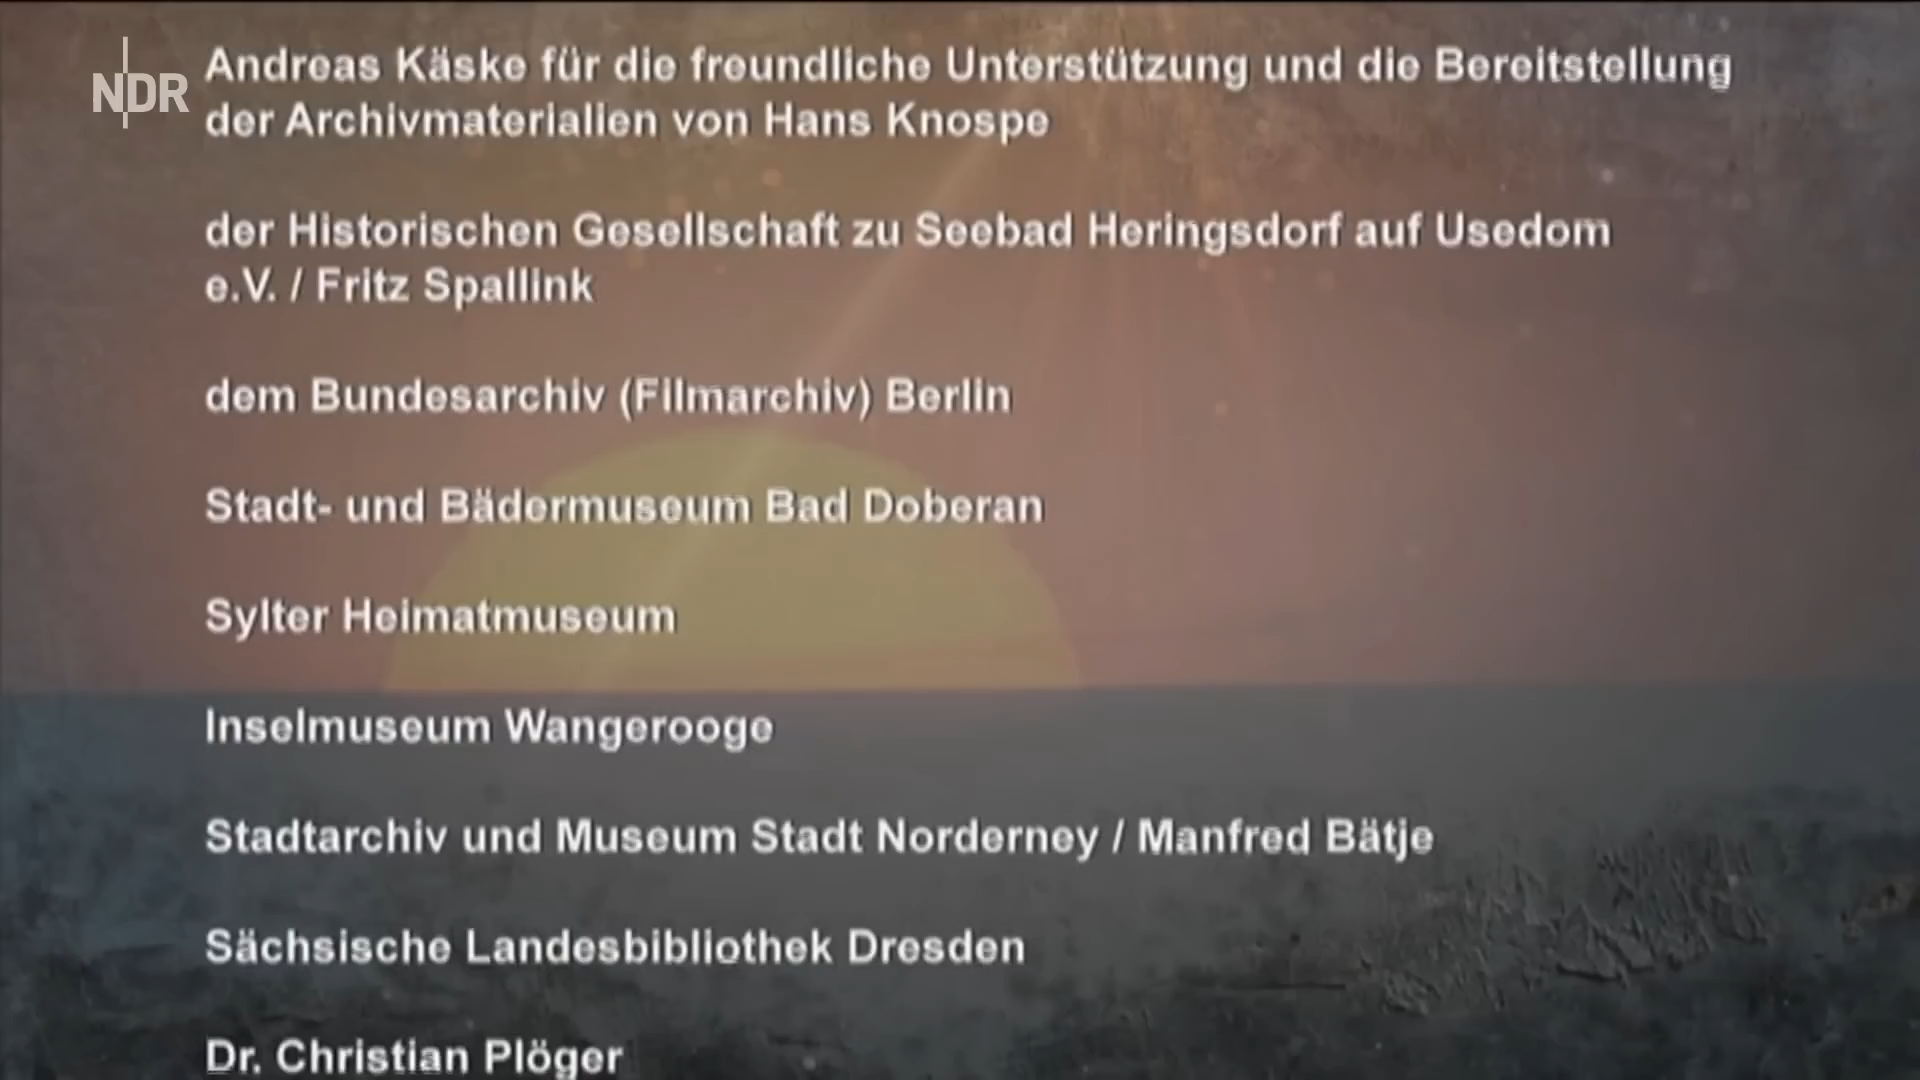 NDR
Andreas Käske für die freundliche Unterstützung und die Bereitstellung
der Archivmaterialien von Hans Knospe
der Historischen Gesellschaft zu Seebad Heringsdorf auf Usedom
e.V. / Fritz Spallink
dem Bundesarchiv (Filmarchiv) Berlin
Stadt- und Bädermuseum Bad Doberan
Sylter Heimatmuseum
Inselmuseum Wangerooge
Stadtarchiv und Museum Stadt Norderney / Manfred Bätje
Sächsische Landesbibliothek Dresden
Dr. Christian Plöger